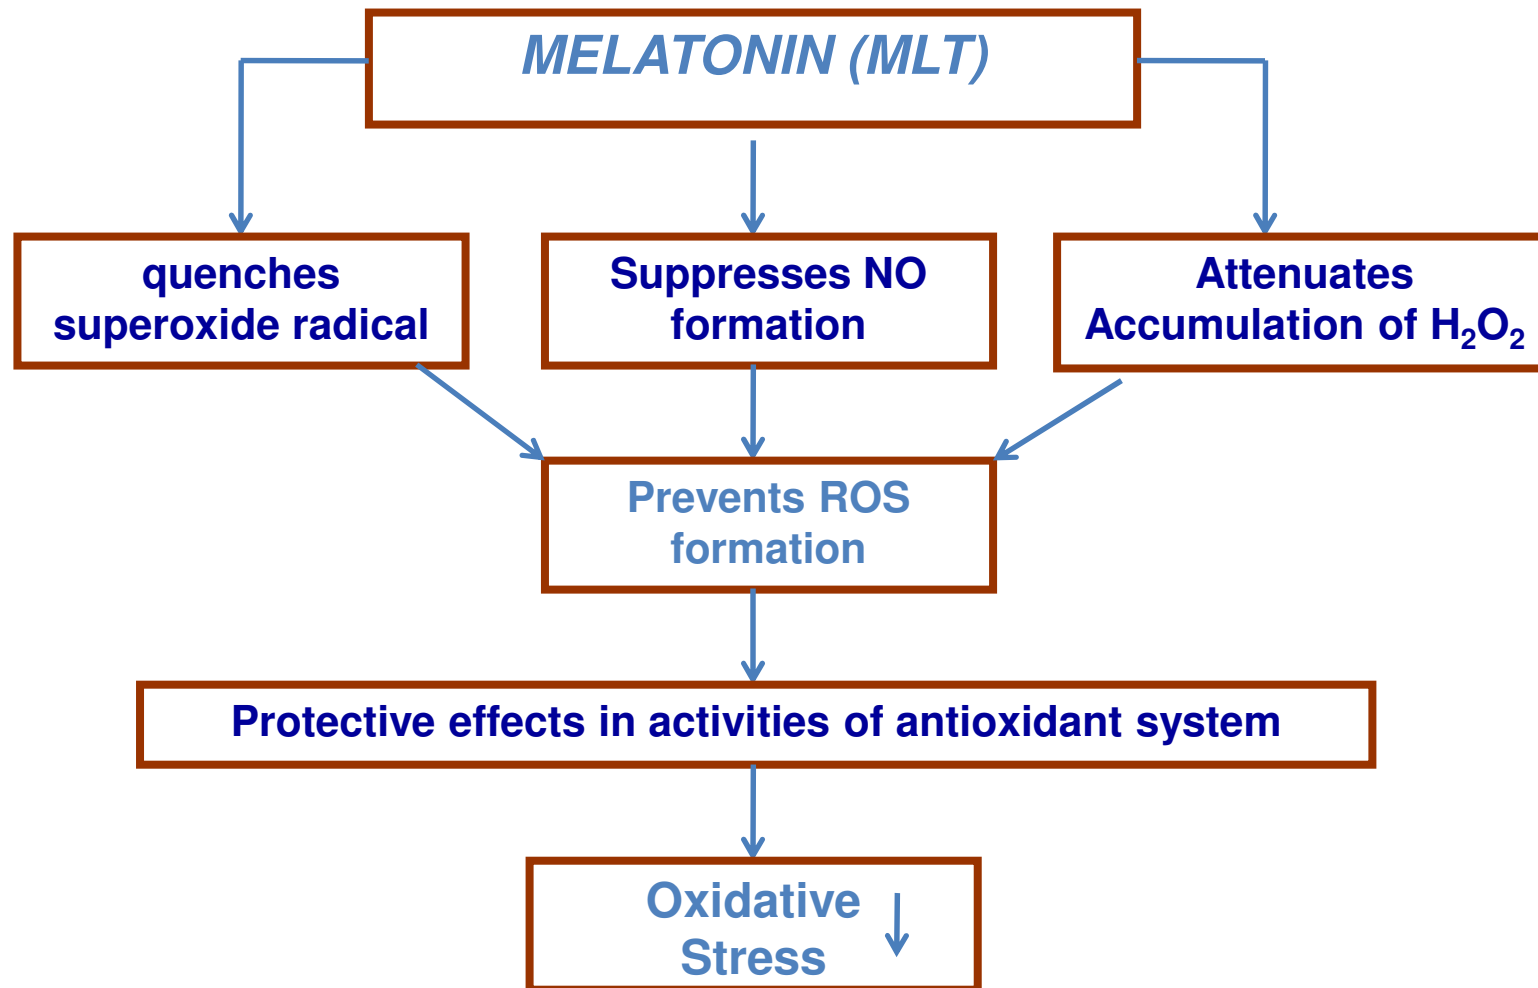 MELATONIN (MLT)
quenches
superoxide radical
Suppresses NO
formation
Attenuates
Accumulation of H₂O₂
Prevents ROS
formation
Protective effects in activities of antioxidant system
Oxidative
Stress